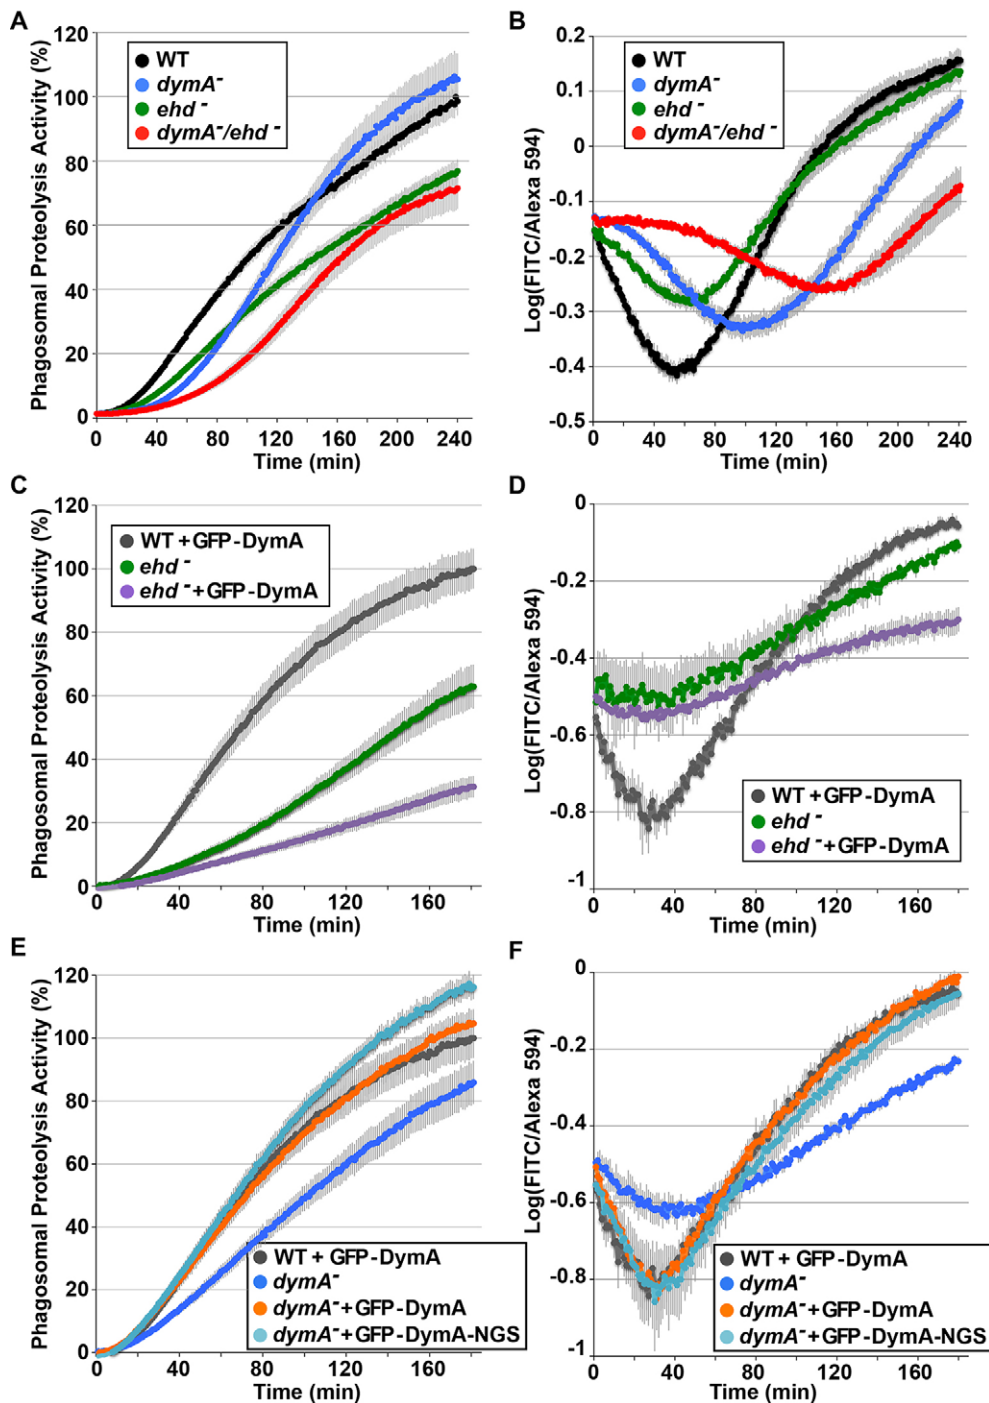 A
Phagosomal Proteolysis Activity (%)
120
100
80
60
40
20
0
WT
dymA-
ehd -
dymA-/ehd -
0 40 80 120 160 200 240
Time (min)
B
Log(FITC/Alexa 594)
0.2
0.1
0
-0.1
-0.2
-0.3
-0.4
-0.5
WT
dymA-
ehd -
dymA-/ehd -
0 40 80 120 160 200 240
Time (min)
C
Phagosomal Proteolysis Activity (%)
120
100
80
60
40
20
0
WT +GFP-DymA
ehd -
ehd -+GFP-DymA
0 40 80 120 160
Time (min)
D
Log(FITC/Alexa 594)
0
-0.2
-0.4
-0.6
-0.8
-1
WT +GFP-DymA
ehd -
ehd -+GFP-DymA
0 40 80 120 160
Time (min)
E
Phagosomal Proteolysis Activity (%)
120
100
80
60
40
20
0
WT + GFP-DymA
dymA-
dymA-+GFP-DymA
dymA-+GFP-DymA-NGS
0 40 80 120 160
Time (min)
F
Log(FITC/Alexa 594)
0
-0.2
-0.4
-0.6
-0.8
-1
WT + GFP-DymA
dymA-
dymA-+GFP-DymA
dymA-+GFP-DymA-NGS
0 40 80 120 160
Time (min)